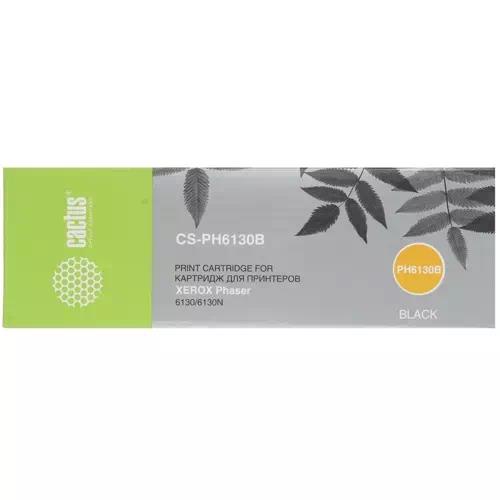 cactus
CS-PH6130B
PRINT CARTRIDGE FOR
КАРТРИДЖ ДЛЯ ПРИНТЕРОВ
XEROX Phaser
6130/6130N
PH6130B
BLACK